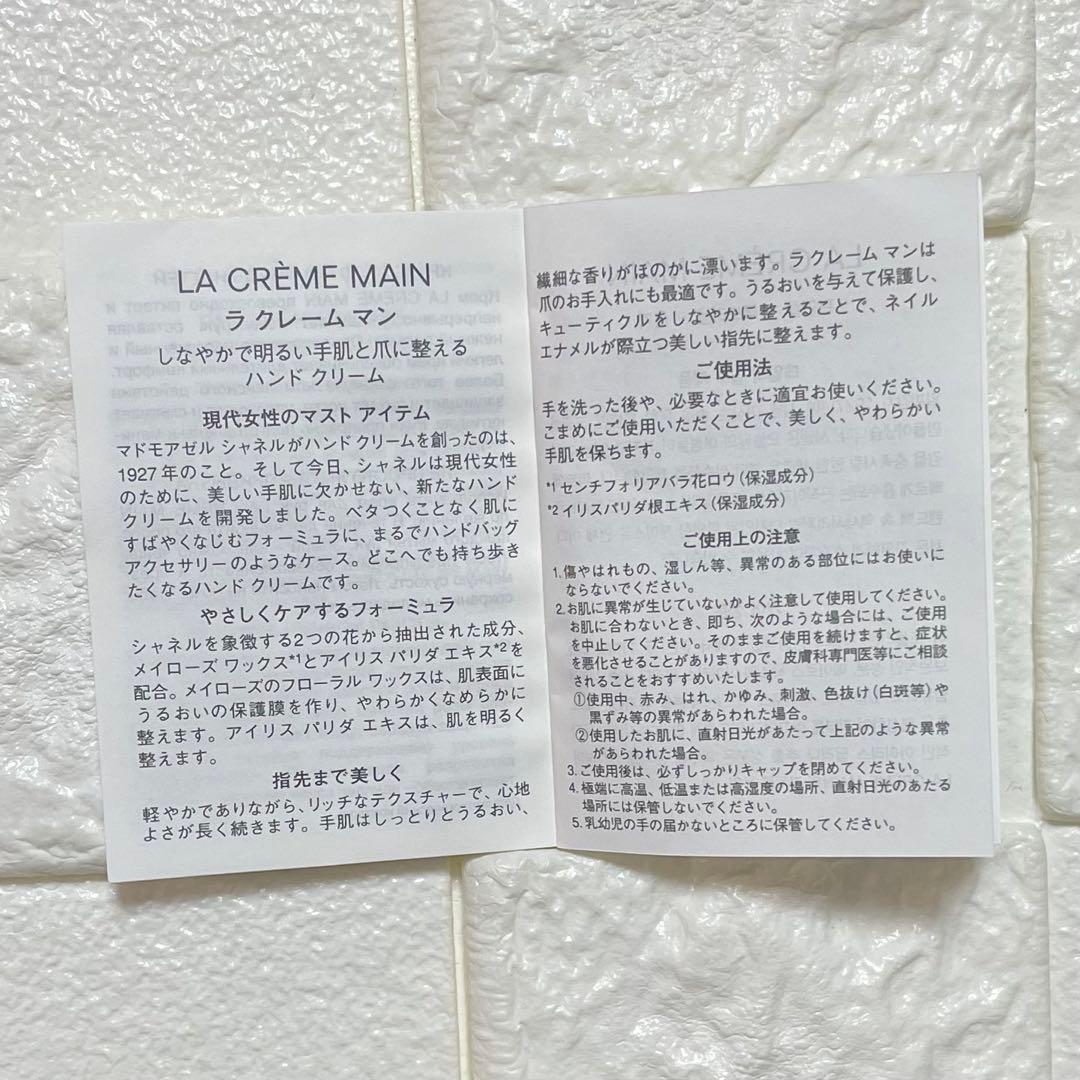 LA CRÈME MAIN
ラ クレーム マン
しなやかで明るい手肌と爪に整える
ハンド クリーム
現代女性のマスト アイテム
マドモアゼル シャネルがハンド クリームを創ったのは、
1927年のこと。そして今日、シャネルは現代女性
のために、美しい手肌に欠かせない、新たなハンド
クリームを開発しました。ベタつくことなく肌に
すばやくなじむフォーミュラに、まるでハンドバッグ
アクセサリーのようなケース。どこへでも持ち歩き
たくなるハンド クリームです。
やさしくケアするフォーミュラ
シャネルを象徴する2つの花から抽出された成分、
メイローズ ワックス*1とアイリス パリダ エキス*2を
配合。メイローズのフローラル ワックスは、肌表面に
うるおいの保護膜を作り、やわらかくなめらかに
整えます。アイリス パリダ エキスは、肌を明るく
整えます。
指先まで美しく
軽やかでありながら、リッチなテクスチャーで、心地
よさが長く続きます。手肌はしっとりとうるおい、
繊細な香りがほのかに漂います。ラ クレーム マンは
爪のお手入れにも最適です。うるおいを与えて保護し、
キューティクルをしなやかに整えることで、ネイル
エナメルが際立つ美しい指先に整えます。
ご使用法
手を洗った後や、必要なときに適宜お使いください。
こまめにご使用いただくことで、美しく、やわらかい
手肌を保ちます。
*1 センチフォリアバラ花ロウ(保湿成分)
*2 イリスパリダ根エキス(保湿成分)
ご使用上の注意
1. 傷やはれもの、湿しん等、異常のある部位にはお使いに
ならないでください。
2. お肌に異常が生じていないかよく注意して使用してください。
お肌に合わないとき、即ち、次のような場合には、ご使用
を中止してください。そのままご使用を続けますと、症状
を悪化させることがありますので、皮膚科専門医等にご相談
されることをおすすめいたします。
①使用中、赤み、はれ、かゆみ、刺激、色抜け(白斑等)や
黒ずみ等の異常があらわれた場合。
②使用したお肌に、直射日光があたって上記のような異常
があらわれた場合。
3. ご使用後は、必ずしっかりキャップを閉めてください。
4. 極端に高温、低温または高湿度の場所、直射日光のあたる
場所には保管しないでください。
5. 乳幼児の手の届かないところに保管してください。